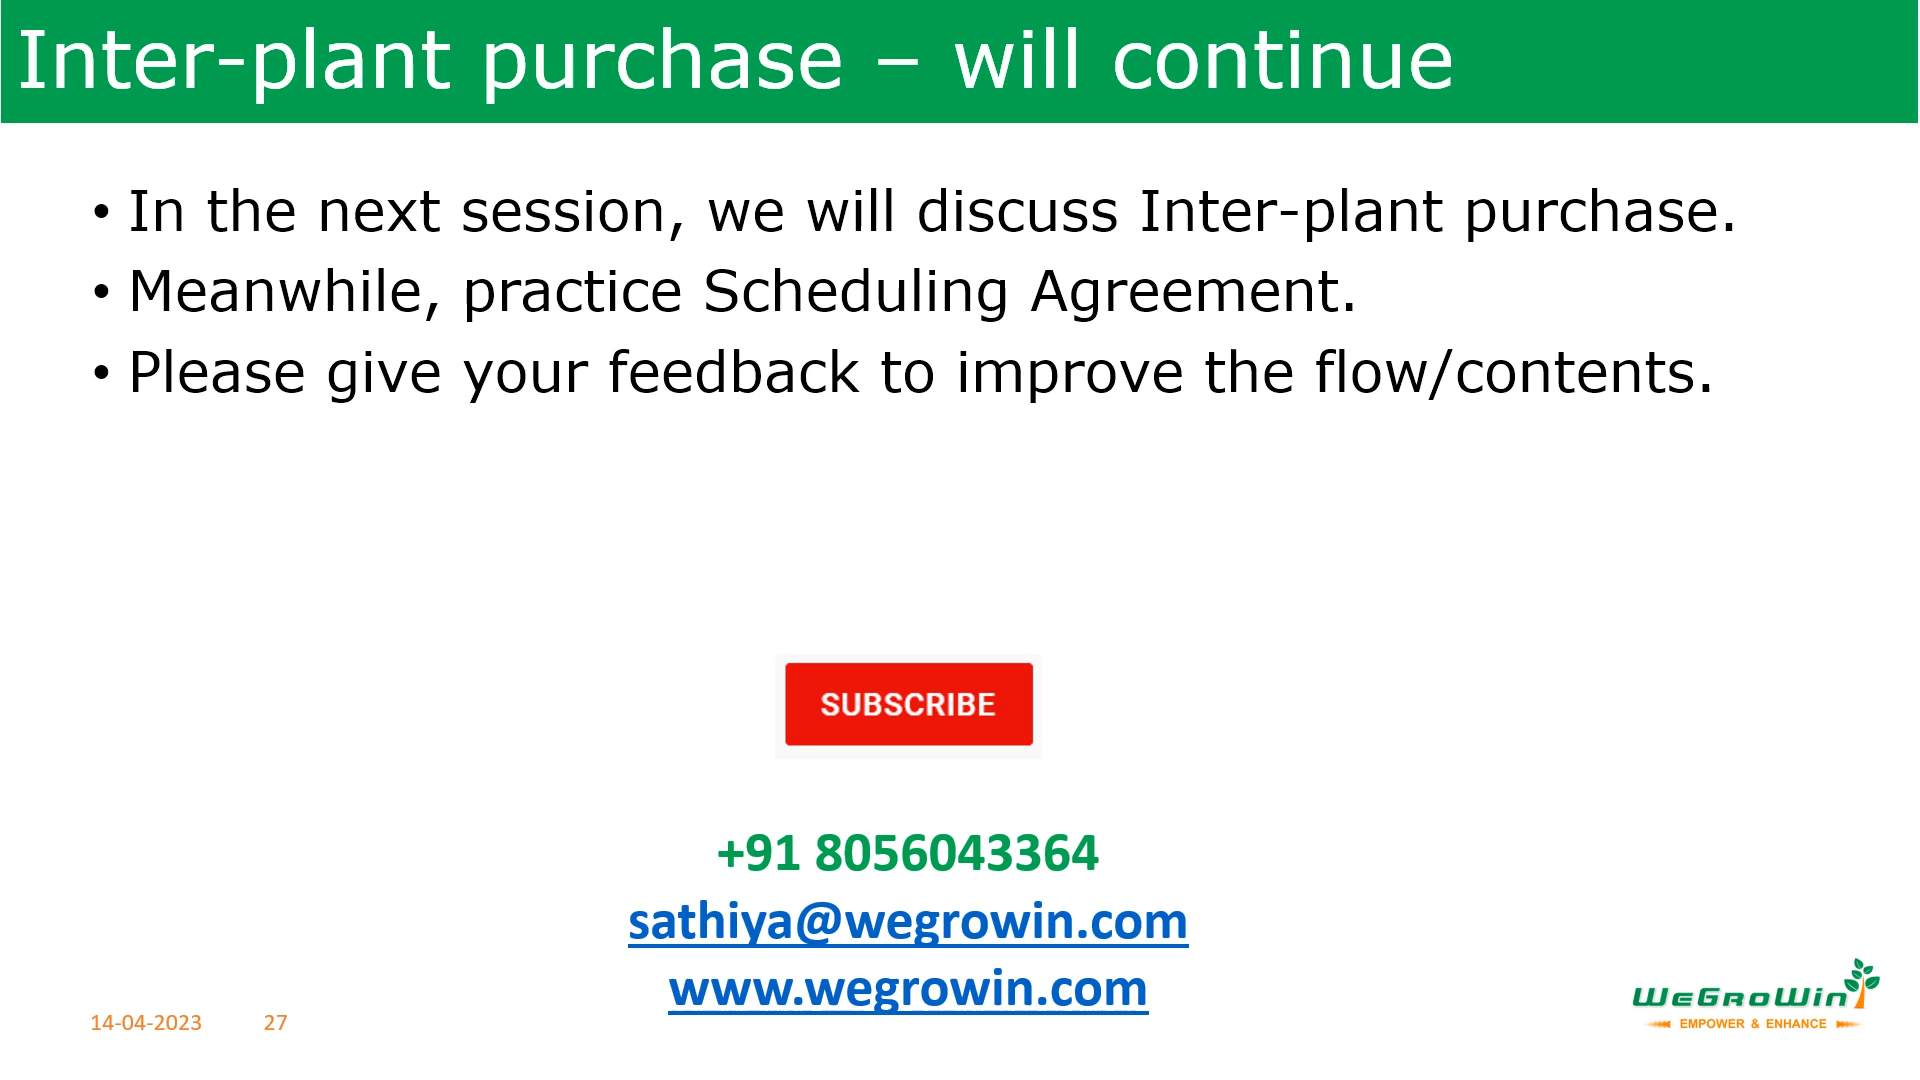 Inter-plant purchase – will continue
• In the next session, we will discuss Inter-plant purchase.
• Meanwhile, practice Scheduling Agreement.
• Please give your feedback to improve the flow/contents.
SUBSCRIBE
+91 8056043364
sathiya@wegrowin.com
www.wegrowin.com
14-04-2023 27
WeGroWin
EMPOWER & ENHANCE